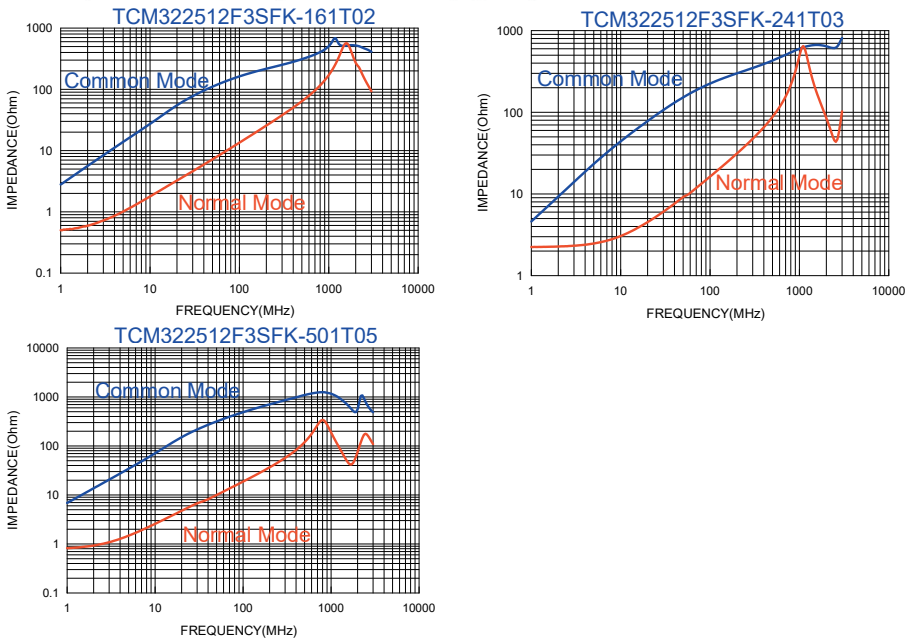 TCM322512F3SFK-161T02
1000
100
10
1
0.1
IMPEDANCE(Ohm)
Common Mode
Normal Mode
1 10 100 1000 10000
FREQUENCY(MHz)
TCM322512F3SFK-241T03
1000
100
10
1
IMPEDANCE(Ohm)
Common Mode
Normal Mode
1 10 100 1000 10000
FREQUENCY(MHz)
TCM322512F3SFK-501T05
10000
1000
100
10
1
0.1
IMPEDANCE(Ohm)
Common Mode
Normal Mode
1 10 100 1000 10000
FREQUENCY(MHz)